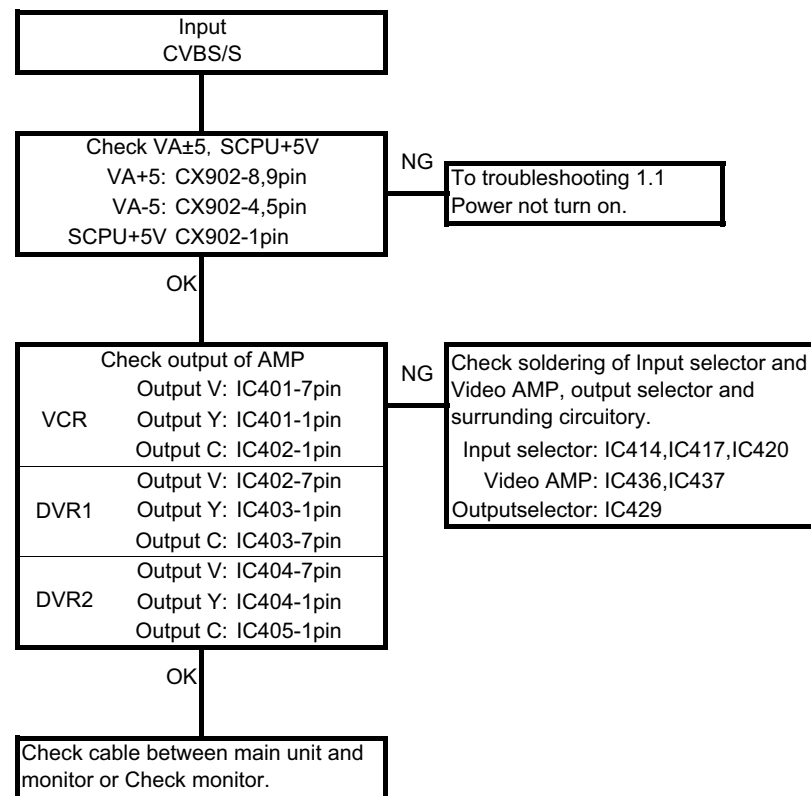 Input
CVBS/S
Check VA±5, SCPU+5V
VA+5: CX902-8,9pin
VA-5: CX902-4,5pin
SCPU+5V CX902-1pin
NG
To troubleshooting 1.1
Power not turn on.
OK
Check output of AMP
VCR
Output V: IC401-7pin
Output Y: IC401-1pin
Output C: IC402-1pin
DVR1
Output V: IC402-7pin
Output Y: IC403-1pin
Output C: IC403-7pin
DVR2
Output V: IC404-7pin
Output Y: IC404-1pin
Output C: IC405-1pin
NG
Check soldering of Input selector and
Video AMP, output selector and
surrunding circuitory.
Input selector: IC414,IC417,IC420
Video AMP: IC436,IC437
Outputselector: IC429
OK
Check cable between main unit and
monitor or Check monitor.